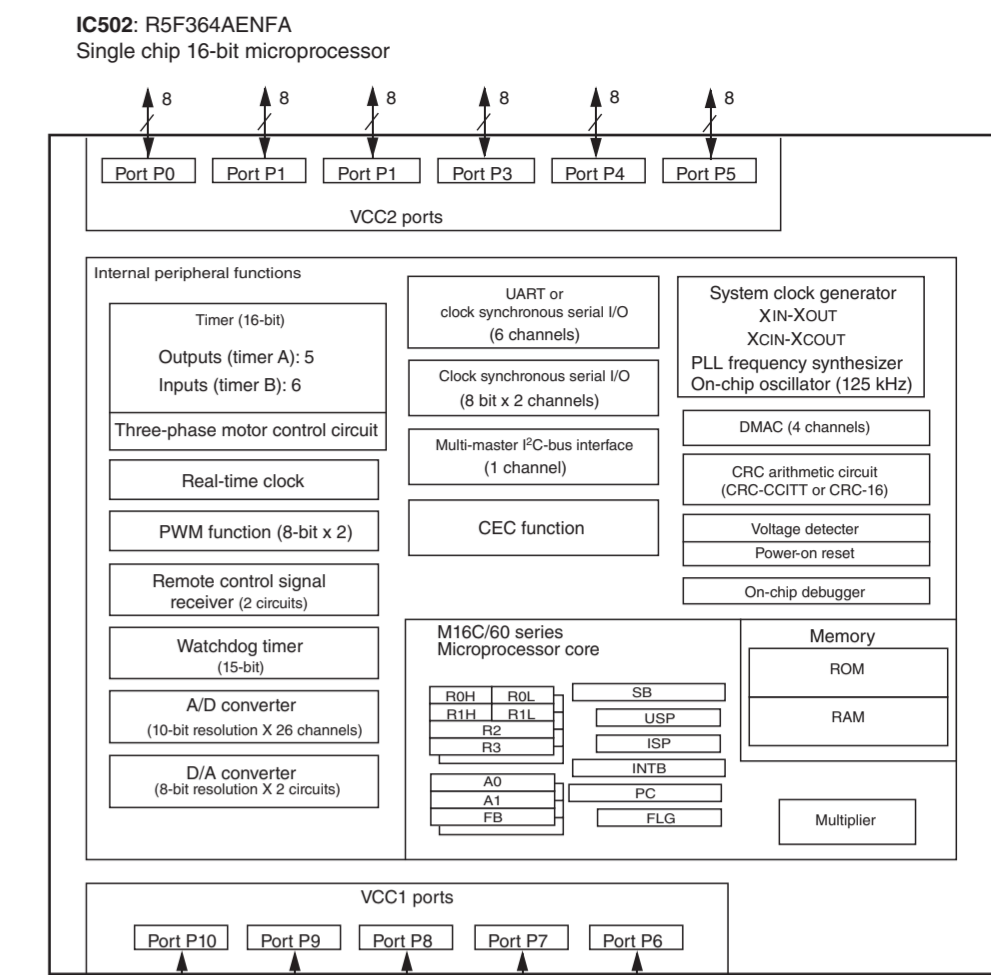 IC502: R5F364AENFA
Single chip 16-bit microprocessor
8 8 8 8 8 8
Port P0 Port P1 Port P1 Port P3 Port P4 Port P5
VCC2 ports
Internal peripheral functions
Timer (16-bit)
Outputs (timer A): 5
Inputs (timer B): 6
Three-phase motor control circuit
Real-time clock
PWM function (8-bit x 2)
Remote control signal
receiver (2 circuits)
Watchdog timer
(15-bit)
A/D converter
(10-bit resolution X 26 channels)
D/A converter
(8-bit resolution X 2 circuits)
UART or
clock synchronous serial I/O
(6 channels)
Clock synchronous serial I/O
(8 bit x 2 channels)
Multi-master I²C-bus interface
(1 channel)
CEC function
System clock generator
XIN-XOUT
XCIN-XCOUT
PLL frequency synthesizer
On-chip oscillator (125 kHz)
DMAC (4 channels)
CRC arithmetic circuit
(CRC-CCITT or CRC-16)
Voltage detecter
Power-on reset
On-chip debugger
M16C/60 series
Microprocessor core
R0H R0L
R1H R1L
R2
R3
A0
A1
FB
SB
USP
ISP
INTB
PC
FLG
Memory
ROM
RAM
Multiplier
VCC1 ports
Port P10 Port P9 Port P8 Port P7 Port P6